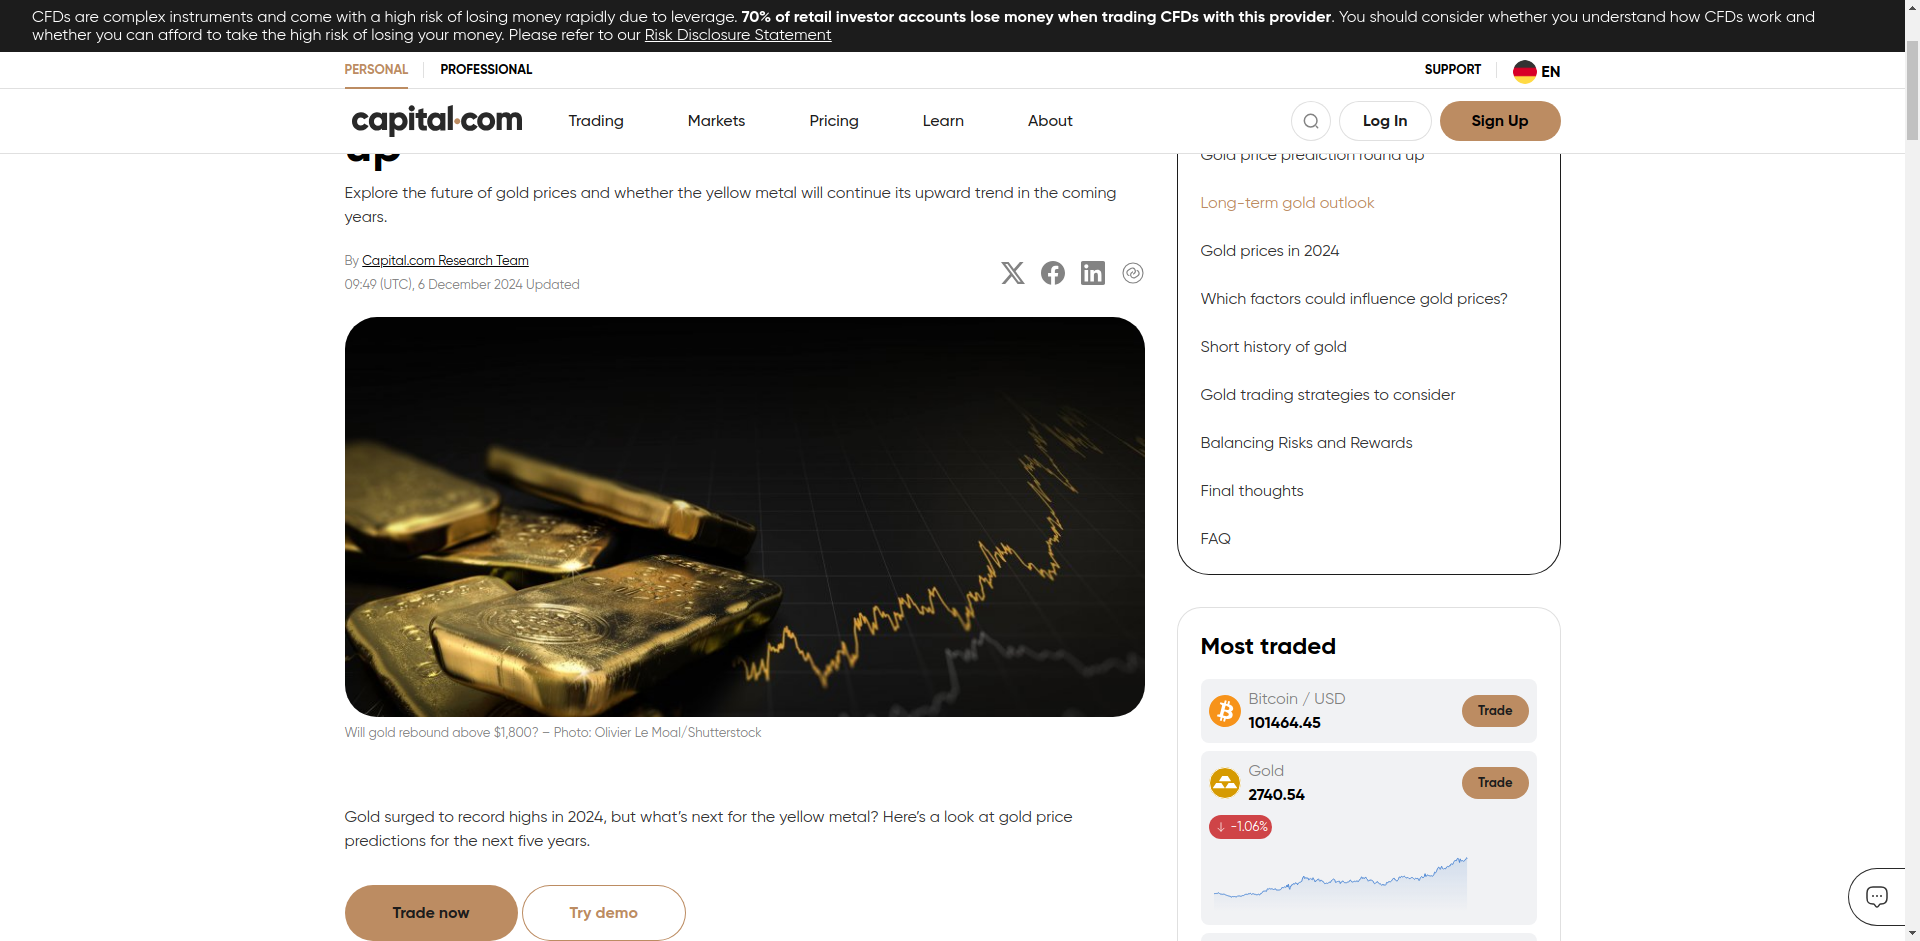 CFDs are complex instruments and come with a high risk of losing money rapidly due to leverage. 70% of retail investor accounts lose money when trading CFDs with this provider. You should consider whether you understand how CFDs work and
whether you can afford to take the high risk of losing your money. Please refer to our Risk Disclosure Statement
PERSONAL
PROFESSIONAL
SUPPORT
EN
capital.com
Trading
Markets
Pricing
Learn
About
Log In
Sign Up
up
Explore the future of gold prices and whether the yellow metal will continue its upward trend in the coming
years.
By Capital.com Research Team
09:49 (UTC), 6 December 2024 Updated
Will gold rebound above $1,800? – Photo: Olivier Le Moal/Shutterstock
Gold surged to record highs in 2024, but what’s next for the yellow metal? Here’s a look at gold price
predictions for the next five years.
Trade now
Try demo
Gold price prediction round up
Long-term gold outlook
Gold prices in 2024
Which factors could influence gold prices?
Short history of gold
Gold trading strategies to consider
Balancing Risks and Rewards
Final thoughts
FAQ
Most traded
Bitcoin / USD
101464.45
Trade
Gold
2740.54
Trade
↓ -1.06%